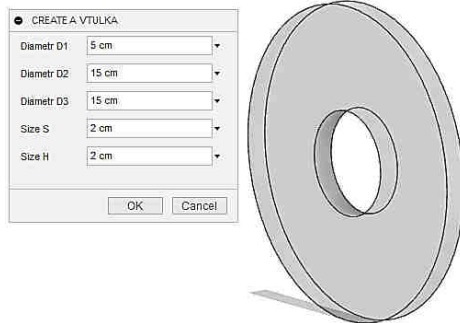 CREATE A VTULKA
Diametr D1 5 cm
Diametr D2 15 cm
Diametr D3 15 cm
Size S 2 cm
Size H 2 cm
OK Cancel